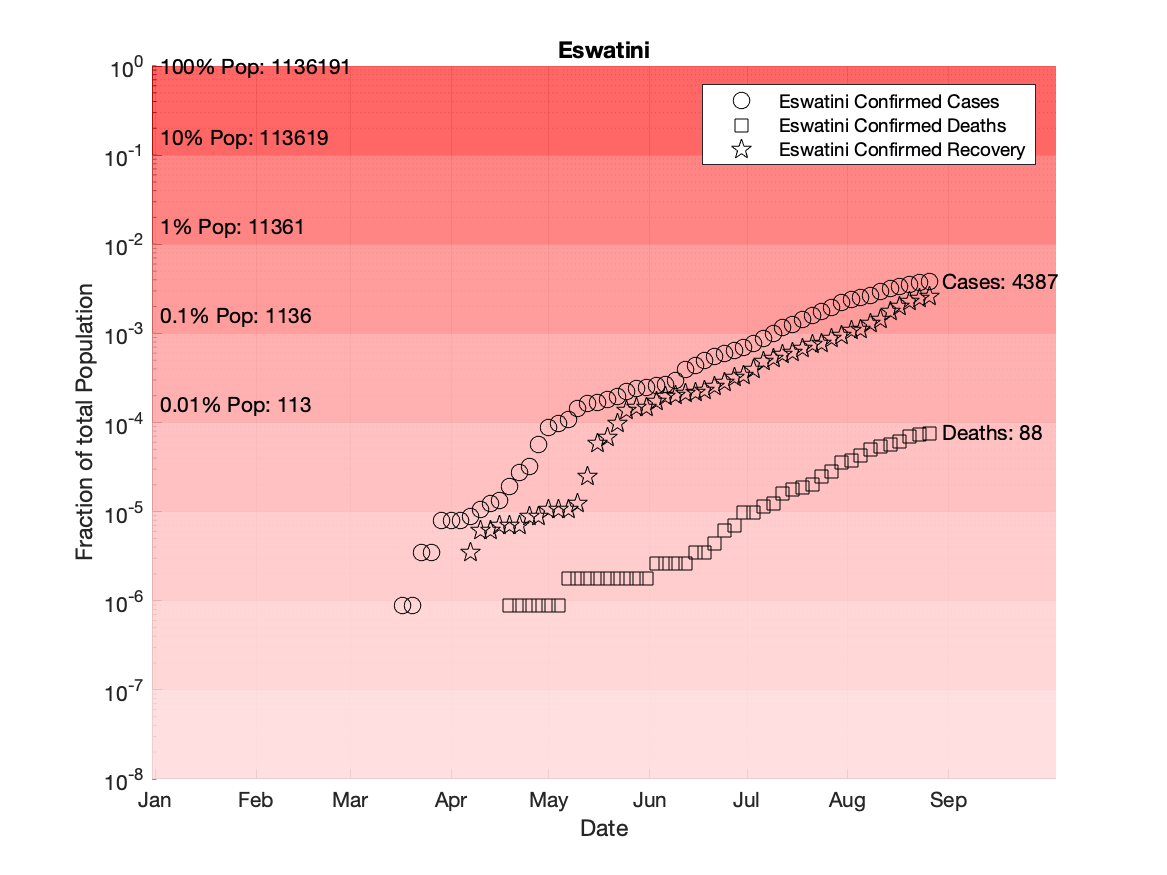 Eswatini
10⁰
100% Pop: 1136191
Eswatini Confirmed Cases
Eswatini Confirmed Deaths
Eswatini Confirmed Recovery
10% Pop: 113619
10⁻¹
1% Pop: 11361
10⁻²
Cases: 4387
0.1% Pop: 1136
10⁻³
0.01% Pop: 113
10⁻⁴
Deaths: 88
10⁻⁵
10⁻⁶
10⁻⁷
10⁻⁸
Fraction of total Population
Jan Feb Mar Apr May Jun Jul Aug Sep
Date